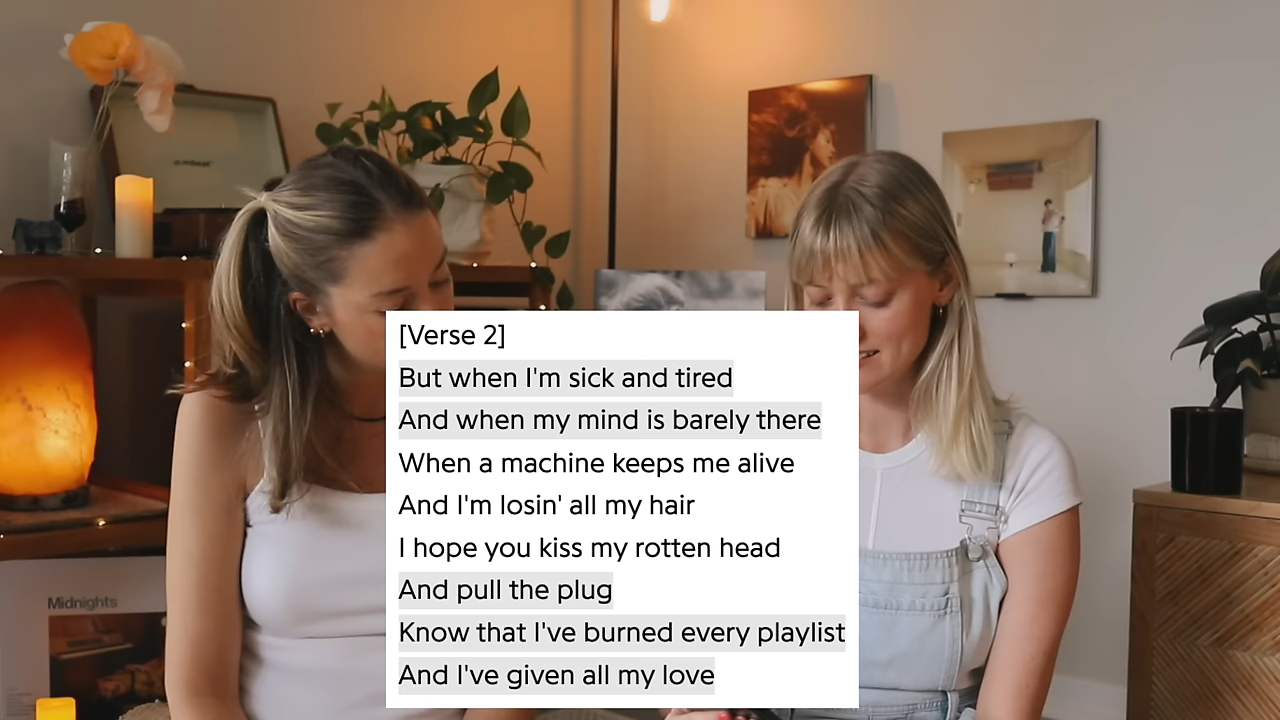 [Verse 2]
But when I'm sick and tired
And when my mind is barely there
When a machine keeps me alive
And I'm losin' all my hair
I hope you kiss my rotten head
And pull the plug
Know that I've burned every playlist
And I've given all my love
Midnights